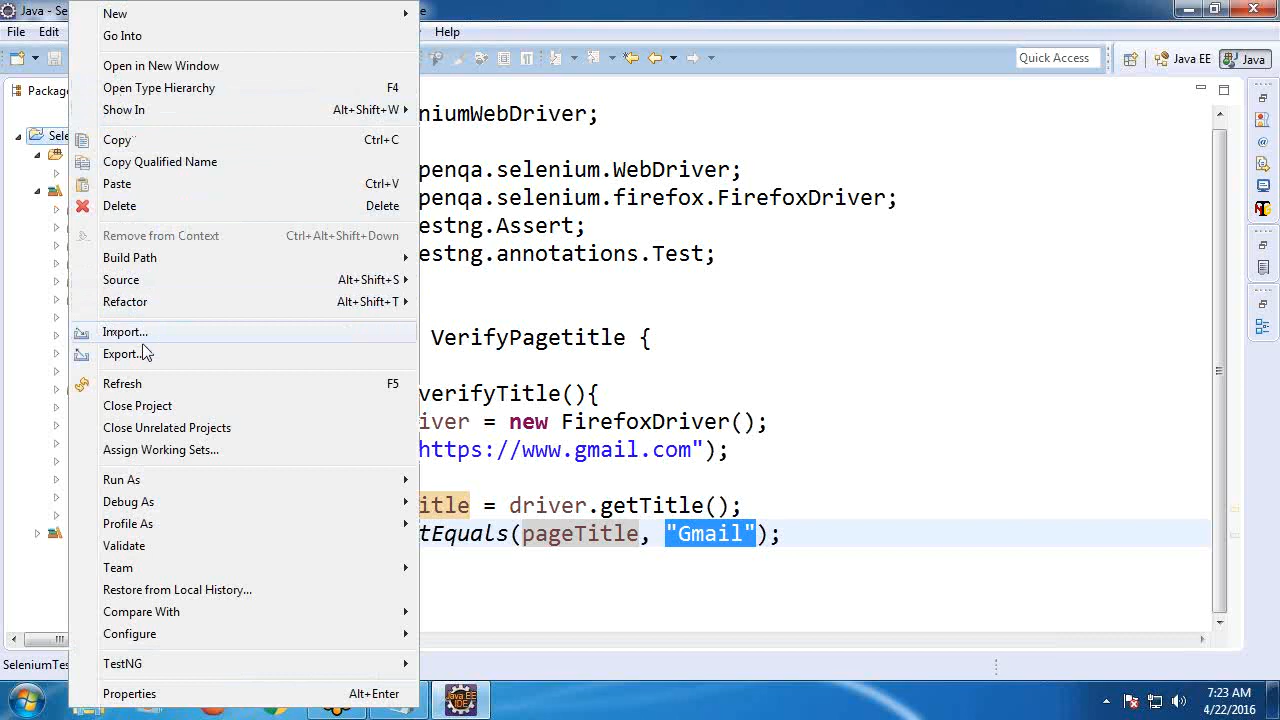 Java - Se
File Edit
Help
Quick Access
Java EE
Java
Package
Sele
New
Go Into
Open in New Window
Open Type Hierarchy F4
Show In Alt+Shift+W
Copy Ctrl+C
Copy Qualified Name
Paste Ctrl+V
Delete Delete
Remove from Context Ctrl+Alt+Shift+Down
Build Path
Source Alt+Shift+S
Refactor Alt+Shift+T
Import...
Export...
Refresh F5
Close Project
Close Unrelated Projects
Assign Working Sets...
Run As
Debug As
Profile As
Validate
Team
Restore from Local History...
Compare With
Configure
TestNG
Properties Alt+Enter
niumWebDriver;
penqa.selenium.WebDriver;
penqa.selenium.firefox.FirefoxDriver;
estng.Assert;
estng.annotations.Test;
VerifyPagetitle {
verifyTitle(){
iver = new FirefoxDriver();
https://www.gmail.com");
itle = driver.getTitle();
tEquals(pageTitle, "Gmail");
SeleniumTes
Java EE
IDE
7:23 AM
4/22/2016